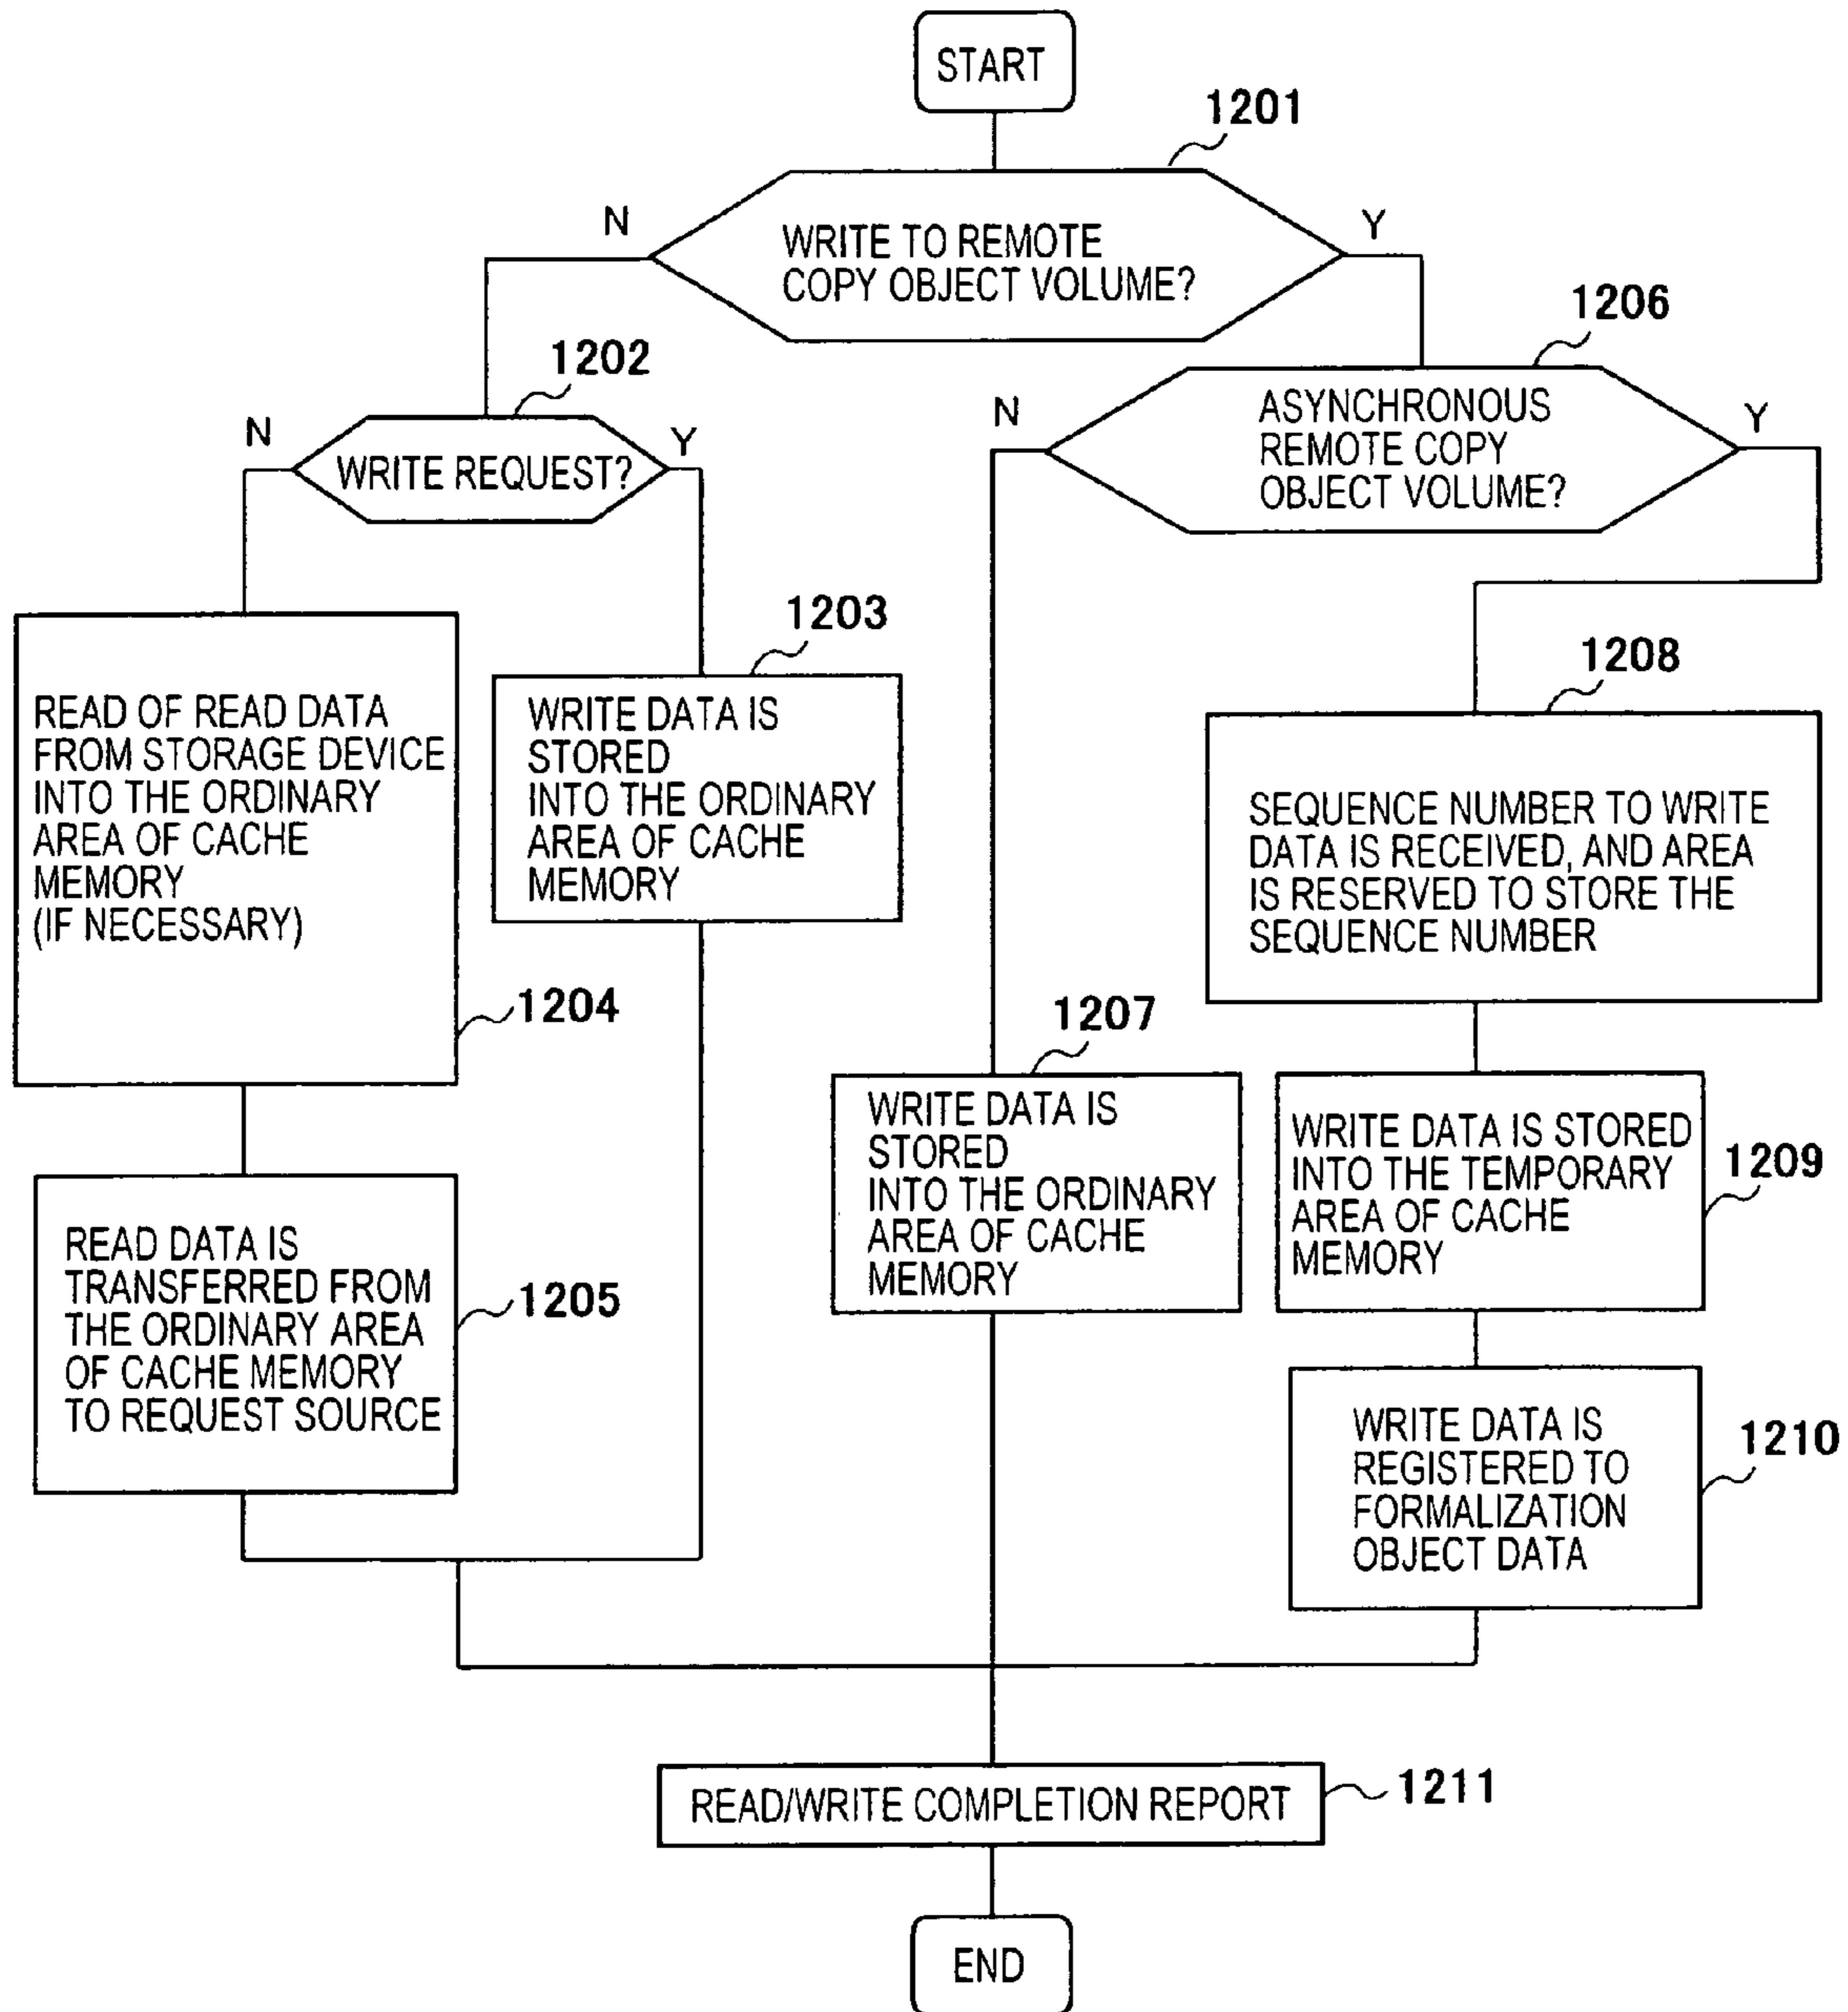 START
1201
N
WRITE TO REMOTE
COPY OBJECT VOLUME?
Y
1202
N
WRITE REQUEST?
Y
1206
N
ASYNCHRONOUS
REMOTE COPY
OBJECT VOLUME?
Y
READ OF READ DATA
FROM STORAGE DEVICE
INTO THE ORDINARY
AREA OF CACHE
MEMORY
(IF NECESSARY)
1204
1203
WRITE DATA IS
STORED
INTO THE ORDINARY
AREA OF CACHE
MEMORY
1208
SEQUENCE NUMBER TO WRITE
DATA IS RECEIVED, AND AREA
IS RESERVED TO STORE THE
SEQUENCE NUMBER
READ DATA IS
TRANSFERRED FROM
THE ORDINARY AREA
OF CACHE MEMORY
TO REQUEST SOURCE
1205
1207
WRITE DATA IS
STORED
INTO THE ORDINARY
AREA OF CACHE
MEMORY
WRITE DATA IS STORED
INTO THE TEMPORARY
AREA OF CACHE
MEMORY
1209
WRITE DATA IS
REGISTERED TO
FORMALIZATION
OBJECT DATA
1210
READ/WRITE COMPLETION REPORT
1211
END